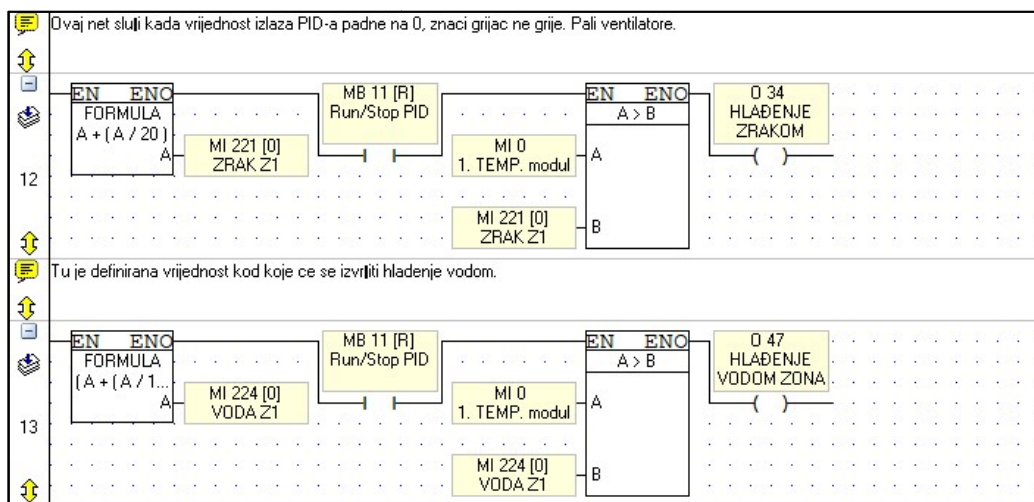 Ovaj net sluįi kada vrijednost izlaza PID-a padne na 0, znaci grijac ne grije. Pali ventilatore.
EN ENO
FORMULA
A + ( A / 20 )
A
MI 221 [0]
ZRAK Z1
MB 11 [R]
Run/Stop PID
EN ENO
A > B
MI 0
1. TEMP. modul
A
MI 221 [0]
ZRAK Z1
B
O 34
HLAĐENJE
ZRAKOM
12
Tu je definirana vrijednost kod koje ce se izvrįiti hladenje vodom.
EN ENO
FORMULA
(A + (A / 1...
A
MI 224 [0]
VODA Z1
MB 11 [R]
Run/Stop PID
EN ENO
A > B
MI 0
1. TEMP. modul
A
MI 224 [0]
VODA Z1
B
O 47
HLAĐENJE
VODOM ZONA
13